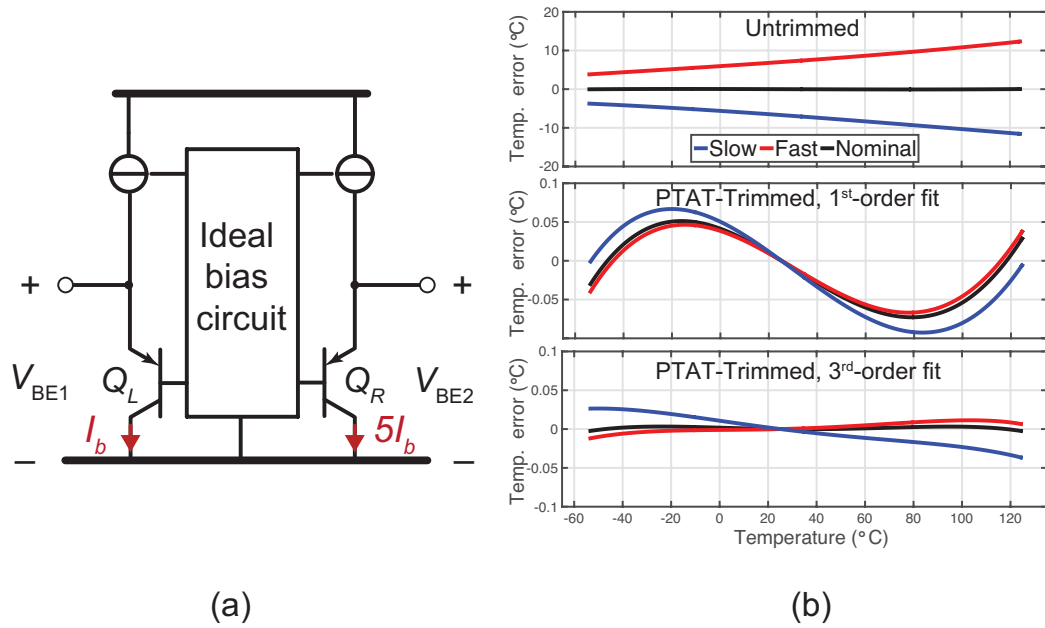 (a)
Ideal
bias
circuit
+
+
V_BE1
Q_L
Q_R
V_BE2
I_b
5I_b
–
–
(b)
Untrimmed
Temp. error (°C)
20
10
0
-10
-20
Slow Fast Nominal
PTAT-Trimmed, 1st-order fit
Temp. error (°C)
0.1
0.05
0
-0.05
-0.1
PTAT-Trimmed, 3rd-order fit
Temp. error (°C)
0.1
0.05
0
-0.05
-0.1
-60 -40 -20 0 20 40 60 80 100 120
Temperature (°C)
(a)
(b)